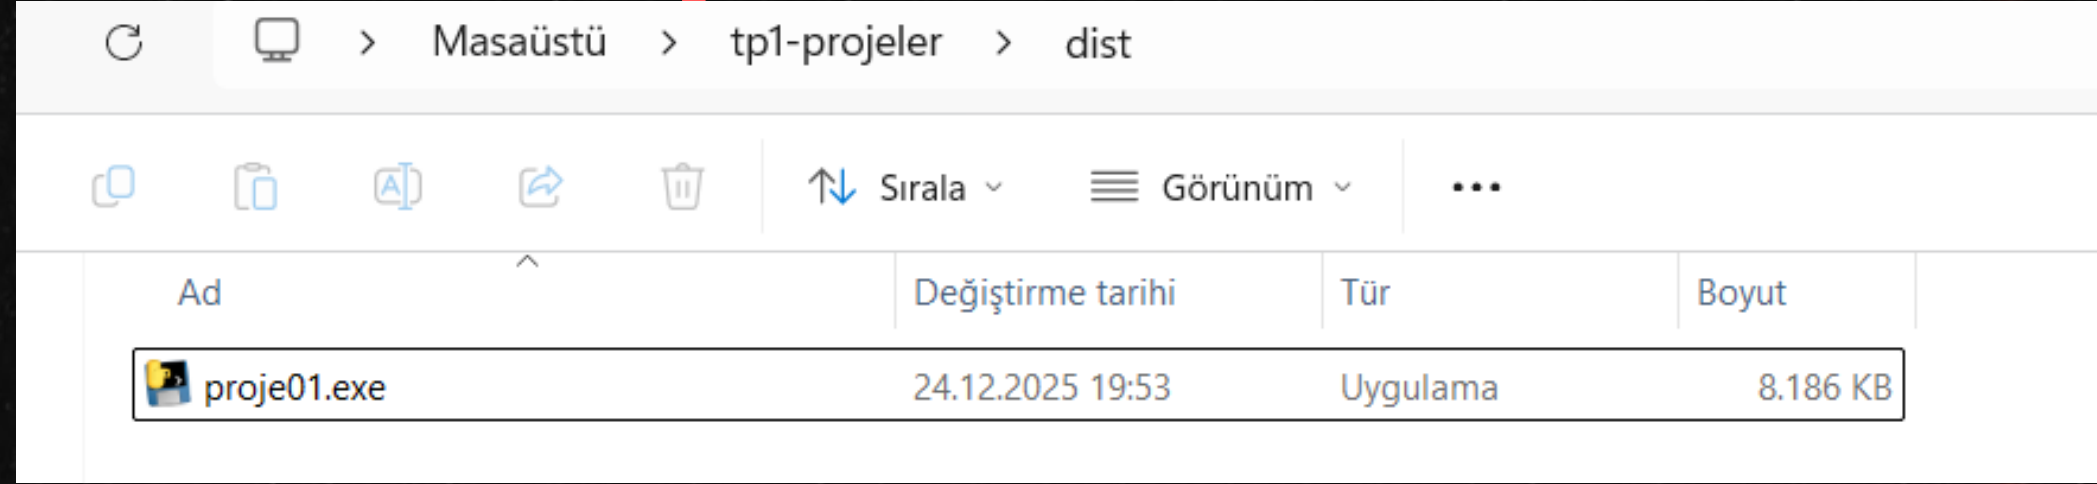 Masaüstü > tp1-projeler > dist
Sırala Görünüm
Ad Değiştirme tarihi Tür Boyut
proje01.exe 24.12.2025 19:53 Uygulama 8.186 KB